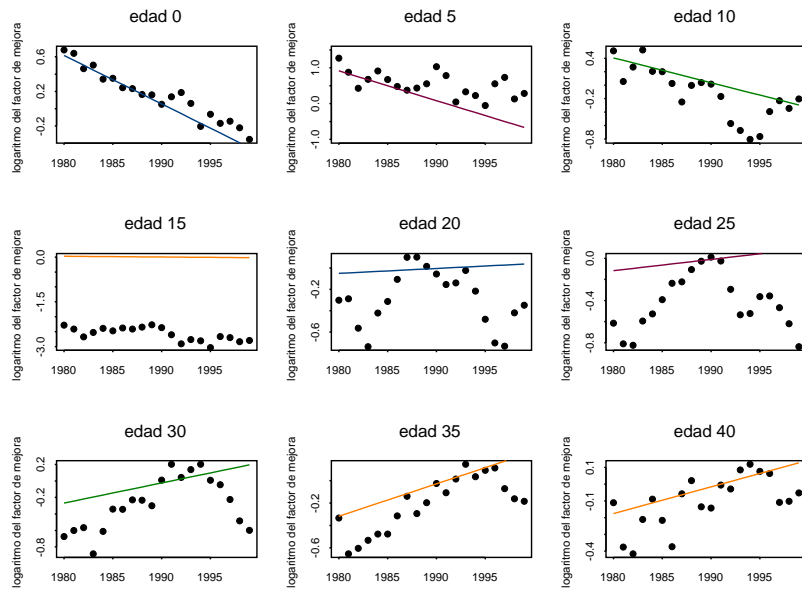 edad 0
edad 5
edad 10
logaritmo del factor de mejora
0.6
0.2
-0.2
1980 1985 1990 1995
logaritmo del factor de mejora
1.0
0.0
-1.0
1980 1985 1990 1995
logaritmo del factor de mejora
0.4
-0.2
-0.8
1980 1985 1990 1995
edad 15
edad 20
edad 25
logaritmo del factor de mejora
0.0
-1.5
-3.0
1980 1985 1990 1995
logaritmo del factor de mejora
-0.2
-0.6
1980 1985 1990 1995
logaritmo del factor de mejora
0.0
-0.4
-0.8
1980 1985 1990 1995
edad 30
edad 35
edad 40
logaritmo del factor de mejora
0.2
-0.2
-0.8
1980 1985 1990 1995
logaritmo del factor de mejora
-0.2
-0.6
1980 1985 1990 1995
logaritmo del factor de mejora
0.1
-0.1
-0.4
1980 1985 1990 1995